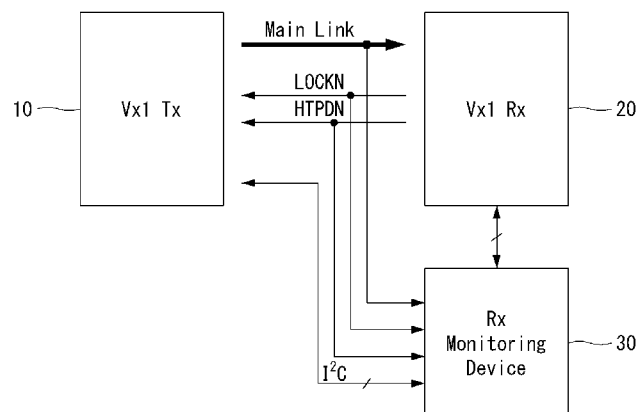 Main Link
LOCKN
HTPDN
10
Vx1 Tx
Vx1 Rx
20
Rx
Monitoring
Device
30
I²C